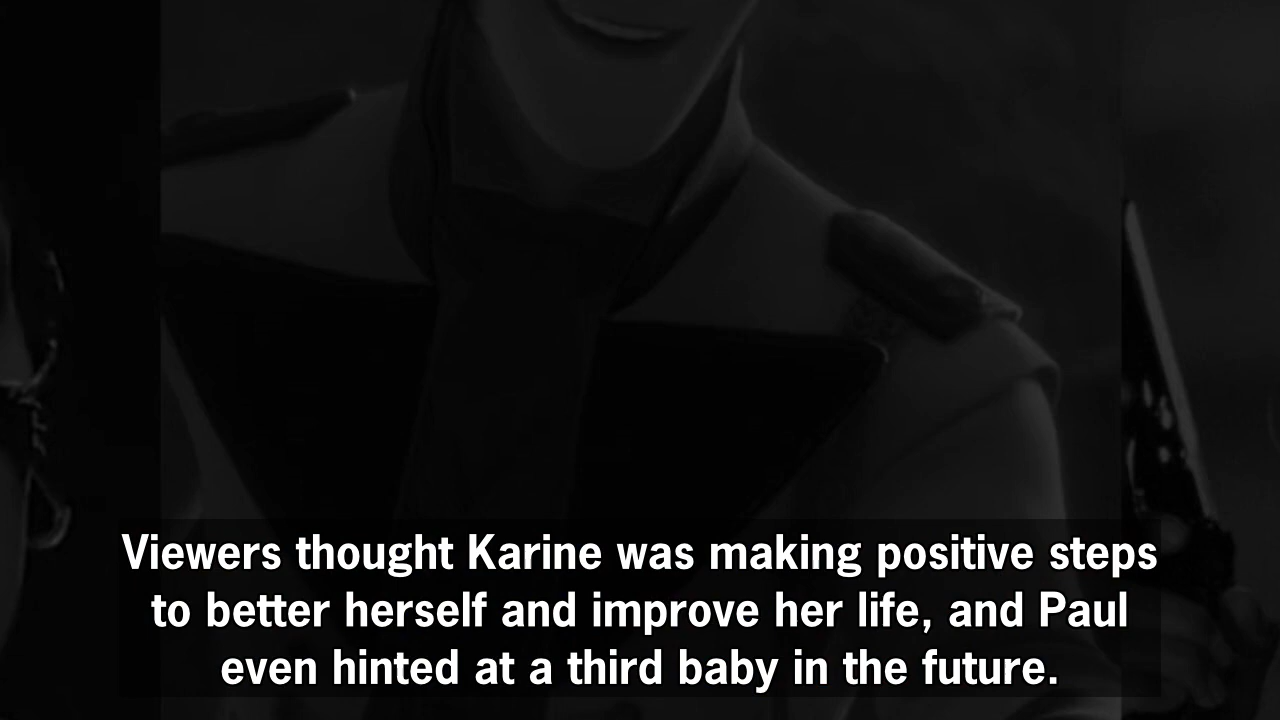 Viewers thought Karine was making positive steps
to better herself and improve her life, and Paul
even hinted at a third baby in the future.